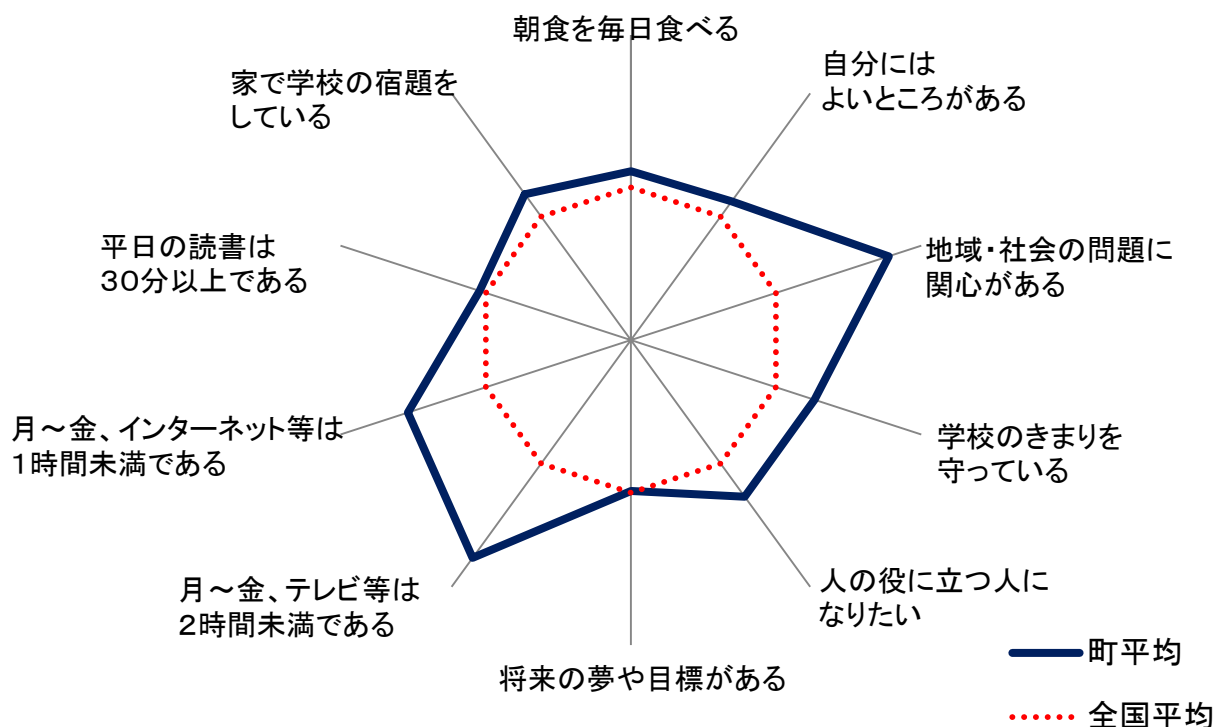 朝食を毎日食べる
自分には
よいところがある
地域・社会の問題に
関心がある
学校のきまりを
守っている
人の役に立つ人に
なりたい
将来の夢や目標がある
月～金、テレビ等は
２時間未満である
月～金、インターネット等は
１時間未満である
平日の読書は
３０分以上である
家で学校の宿題を
している
町平均
全国平均